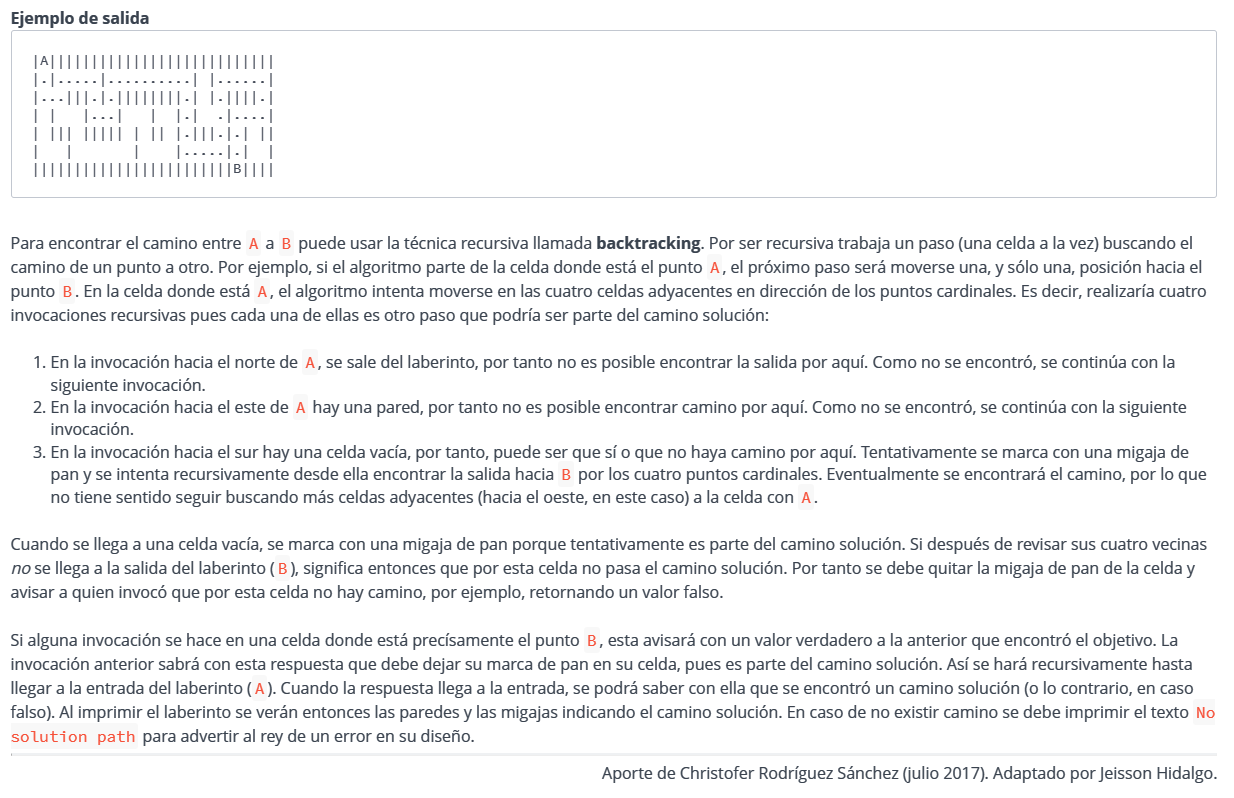 Ejemplo de salida
|A|||||||||||||||||||||||||||
|.|.....|..........| |......|
|...|||.|.||||||||.| |.||||.|
| |   |...|   |  |.|  .|....|
| ||| ||||| | || |.|||.|.| ||
|   |       |    |.....|.|  |
||||||||||||||||||||||||B||||
Para encontrar el camino entre A a B puede usar la técnica recursiva llamada backtracking. Por ser recursiva trabaja un paso (una celda a la vez) buscando el
camino de un punto a otro. Por ejemplo, si el algoritmo parte de la celda donde está el punto A, el próximo paso será moverse una, y sólo una, posición hacia el
punto B. En la celda donde está A, el algoritmo intenta moverse en las cuatro celdas adyacentes en dirección de los puntos cardinales. Es decir, realizaría cuatro
invocaciones recursivas pues cada una de ellas es otro paso que podría ser parte del camino solución:
1. En la invocación hacia el norte de A, se sale del laberinto, por tanto no es posible encontrar la salida por aquí. Como no se encontró, se continúa con la
siguiente invocación.
2. En la invocación hacia el este de A hay una pared, por tanto no es posible encontrar camino por aquí. Como no se encontró, se continúa con la siguiente
invocación.
3. En la invocación hacia el sur hay una celda vacía, por tanto, puede ser que sí o que no haya camino por aquí. Tentativamente se marca con una migaja de
pan y se intenta recursivamente desde ella encontrar la salida hacia B por los cuatro puntos cardinales. Eventualmente se encontrará el camino, por lo que
no tiene sentido seguir buscando más celdas adyacentes (hacia el oeste, en este caso) a la celda con A.
Cuando se llega a una celda vacía, se marca con una migaja de pan porque tentativamente es parte del camino solución. Si después de revisar sus cuatro vecinas
no se llega a la salida del laberinto (B), significa entonces que por esta celda no pasa el camino solución. Por tanto se debe quitar la migaja de pan de la celda y
avisar a quien invocó que por esta celda no hay camino, por ejemplo, retornando un valor falso.
Si alguna invocación se hace en una celda donde está precísamente el punto B, esta avisará con un valor verdadero a la anterior que encontró el objetivo. La
invocación anterior sabrá con esta respuesta que debe dejar su marca de pan en su celda, pues es parte del camino solución. Así se hará recursivamente hasta
llegar a la entrada del laberinto (A). Cuando la respuesta llega a la entrada, se podrá saber con ella que se encontró un camino solución (o lo contrario, en caso
falso). Al imprimir el laberinto se verán entonces las paredes y las migajas indicando el camino solución. En caso de no existir camino se debe imprimir el texto No
solution path para advertir al rey de un error en su diseño.
Aporte de Christofer Rodríguez Sánchez (julio 2017). Adaptado por Jeisson Hidalgo.